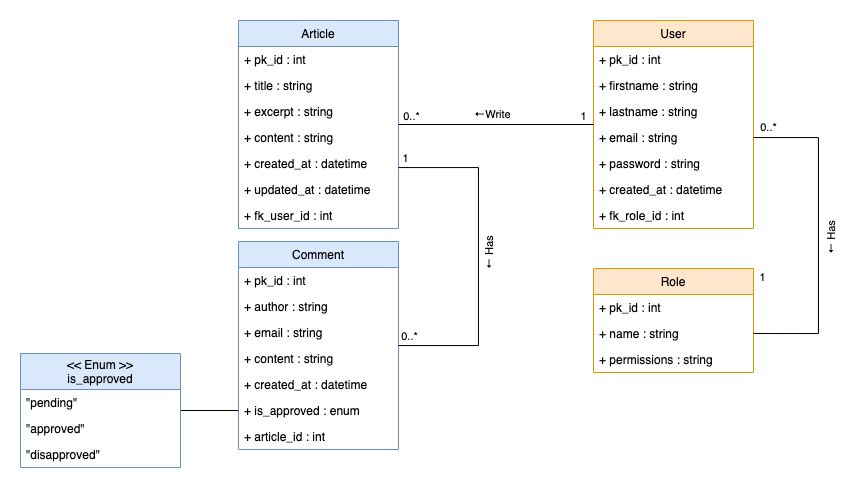 Article
+ pk_id : int
+ title : string
+ excerpt : string
+ content : string
+ created_at : datetime
+ updated_at : datetime
+ fk_user_id : int
0..*
←Write
1
User
+ pk_id : int
+ firstname : string
+ lastname : string
+ email : string
+ password : string
+ created_at : datetime
+ fk_role_id : int
0..*
← Has
1
Role
+ pk_id : int
+ name : string
+ permissions : string
1
← Has
0..*
Comment
+ pk_id : int
+ author : string
+ email : string
+ content : string
+ created_at : datetime
+ is_approved : enum
+ article_id : int
<< Enum >>
is_approved
"pending"
"approved"
"disapproved"